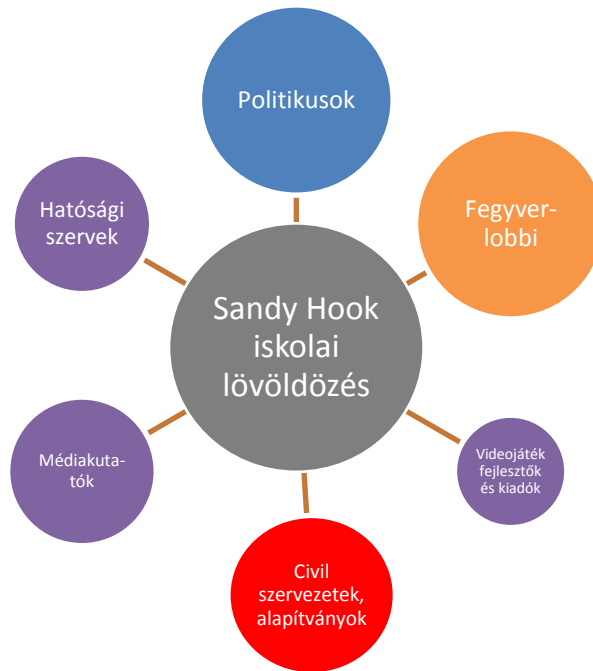 Politikusok
Hatósági
szervek
Fegyver-
lobbi
Sandy Hook
iskolai
lövöldözés
Médiakuta-
tók
Videojáték
fejlesztők
és kiadók
Civil
szervezetek,
alapítványok